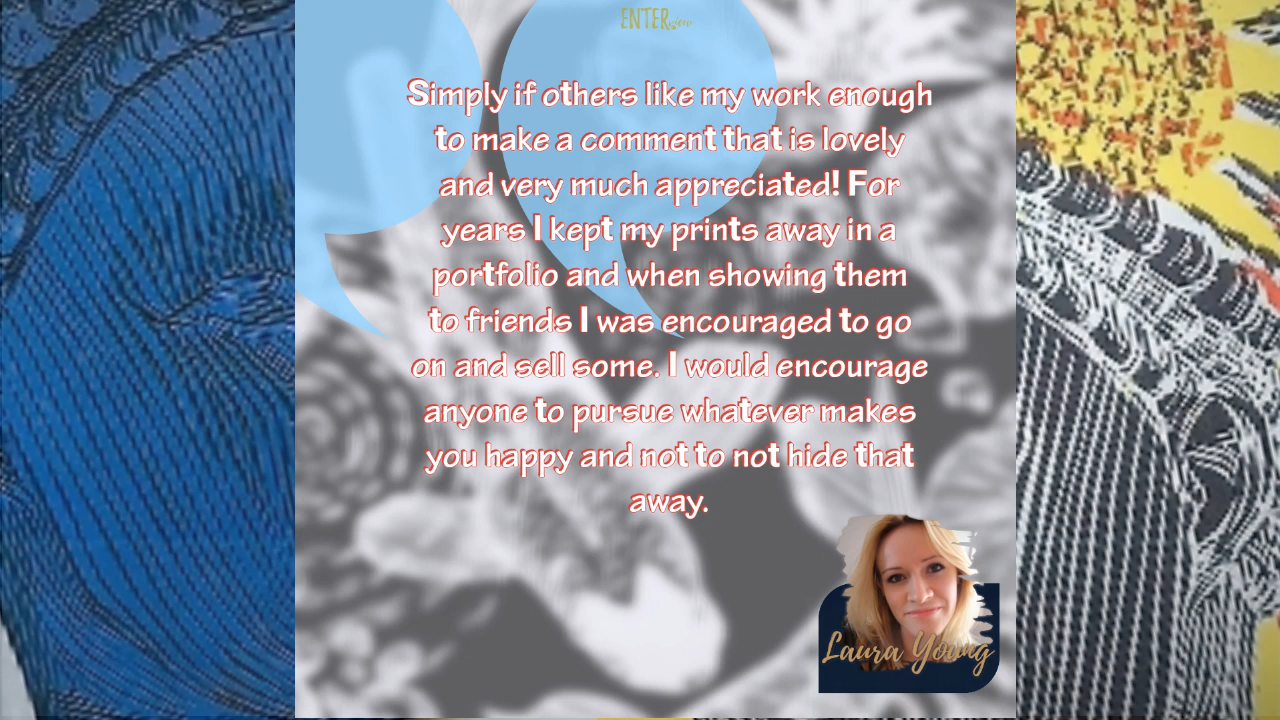 ENTER
Simply if others like my work enough
to make a comment that is lovely
and very much appreciated! For
years I kept my prints away in a
portfolio and when showing them
to friends I was encouraged to go
on and sell some. I would encourage
anyone to pursue whatever makes
you happy and not to not hide that
away.
Laura Young